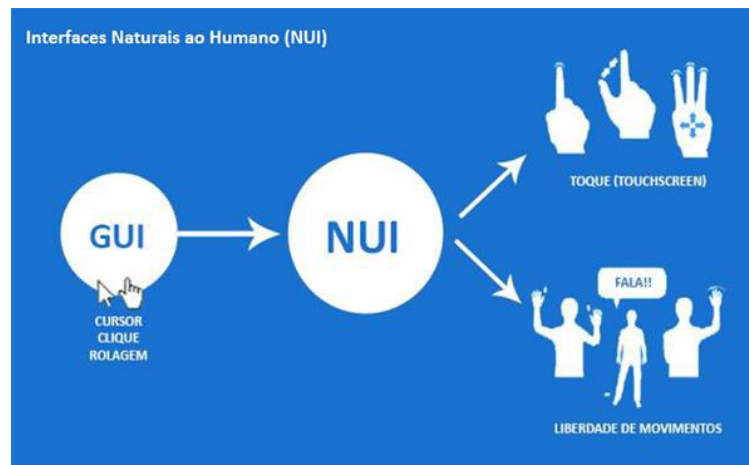 Interfaces Naturais ao Humano (NUI)
GUI
CURSOR
CLIQUE
ROLAGEM
NUI
TOQUE (TOUCHSCREEN)
FALA!!
LIBERDADE DE MOVIMENTOS